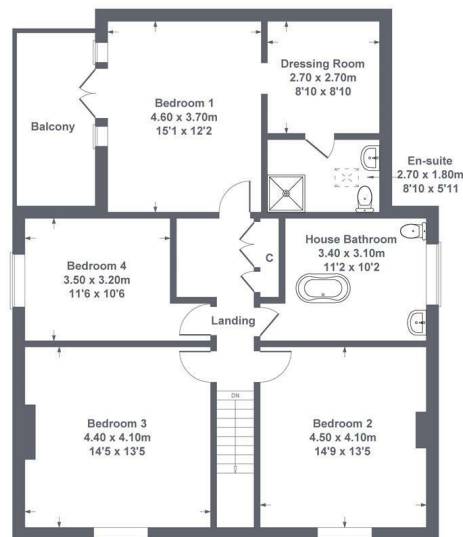 Dressing Room
2.70 x 2.70m
8'10 x 8'10
Bedroom 1
4.60 x 3.70m
15'1 x 12'2
Balcony
En-suite
2.70 x 1.80m
8'10 x 5'11
House Bathroom
3.40 x 3.10m
11'2 x 10'2
C
Bedroom 4
3.50 x 3.20m
11'6 x 10'6
Landing
DN
Bedroom 3
4.40 x 4.10m
14'5 x 13'5
Bedroom 2
4.50 x 4.10m
14'9 x 13'5